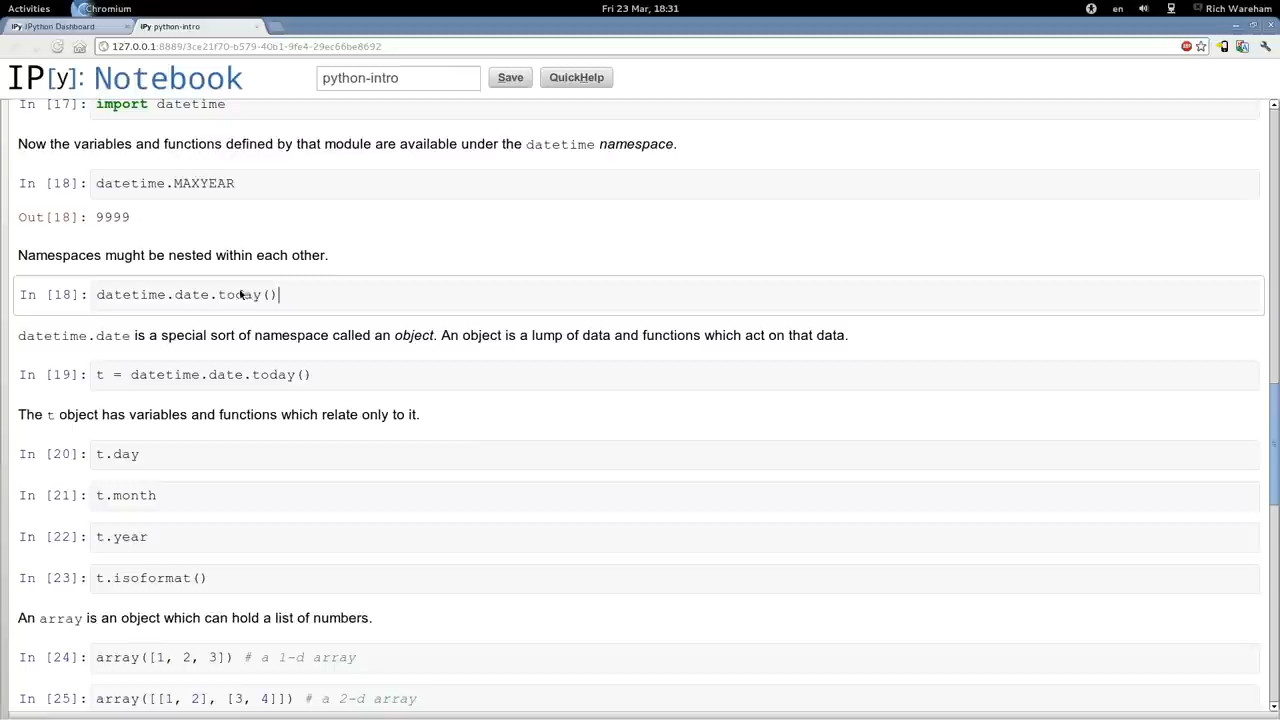 Activities Chromium Fri 23 Mar, 18:31 en Rich Wareham
IPy IPython Dashboard IPy python-intro
127.0.0.1:8889/3ce21f70-b579-40b1-9fe4-29ec66be8692
IP[y]: Notebook python-intro Save QuickHelp
In [17]: import datetime
Now the variables and functions defined by that module are available under the datetime namespace.
In [18]: datetime.MAXYEAR
Out[18]: 9999
Namespaces mught be nested within each other.
In [18]: datetime.date.today()
datetime.date is a special sort of namespace called an object. An object is a lump of data and functions which act on that data.
In [19]: t = datetime.date.today()
The t object has variables and functions which relate only to it.
In [20]: t.day
In [21]: t.month
In [22]: t.year
In [23]: t.isoformat()
An array is an object which can hold a list of numbers.
In [24]: array([1, 2, 3]) # a 1-d array
In [25]: array([[1, 2], [3, 4]]) # a 2-d array